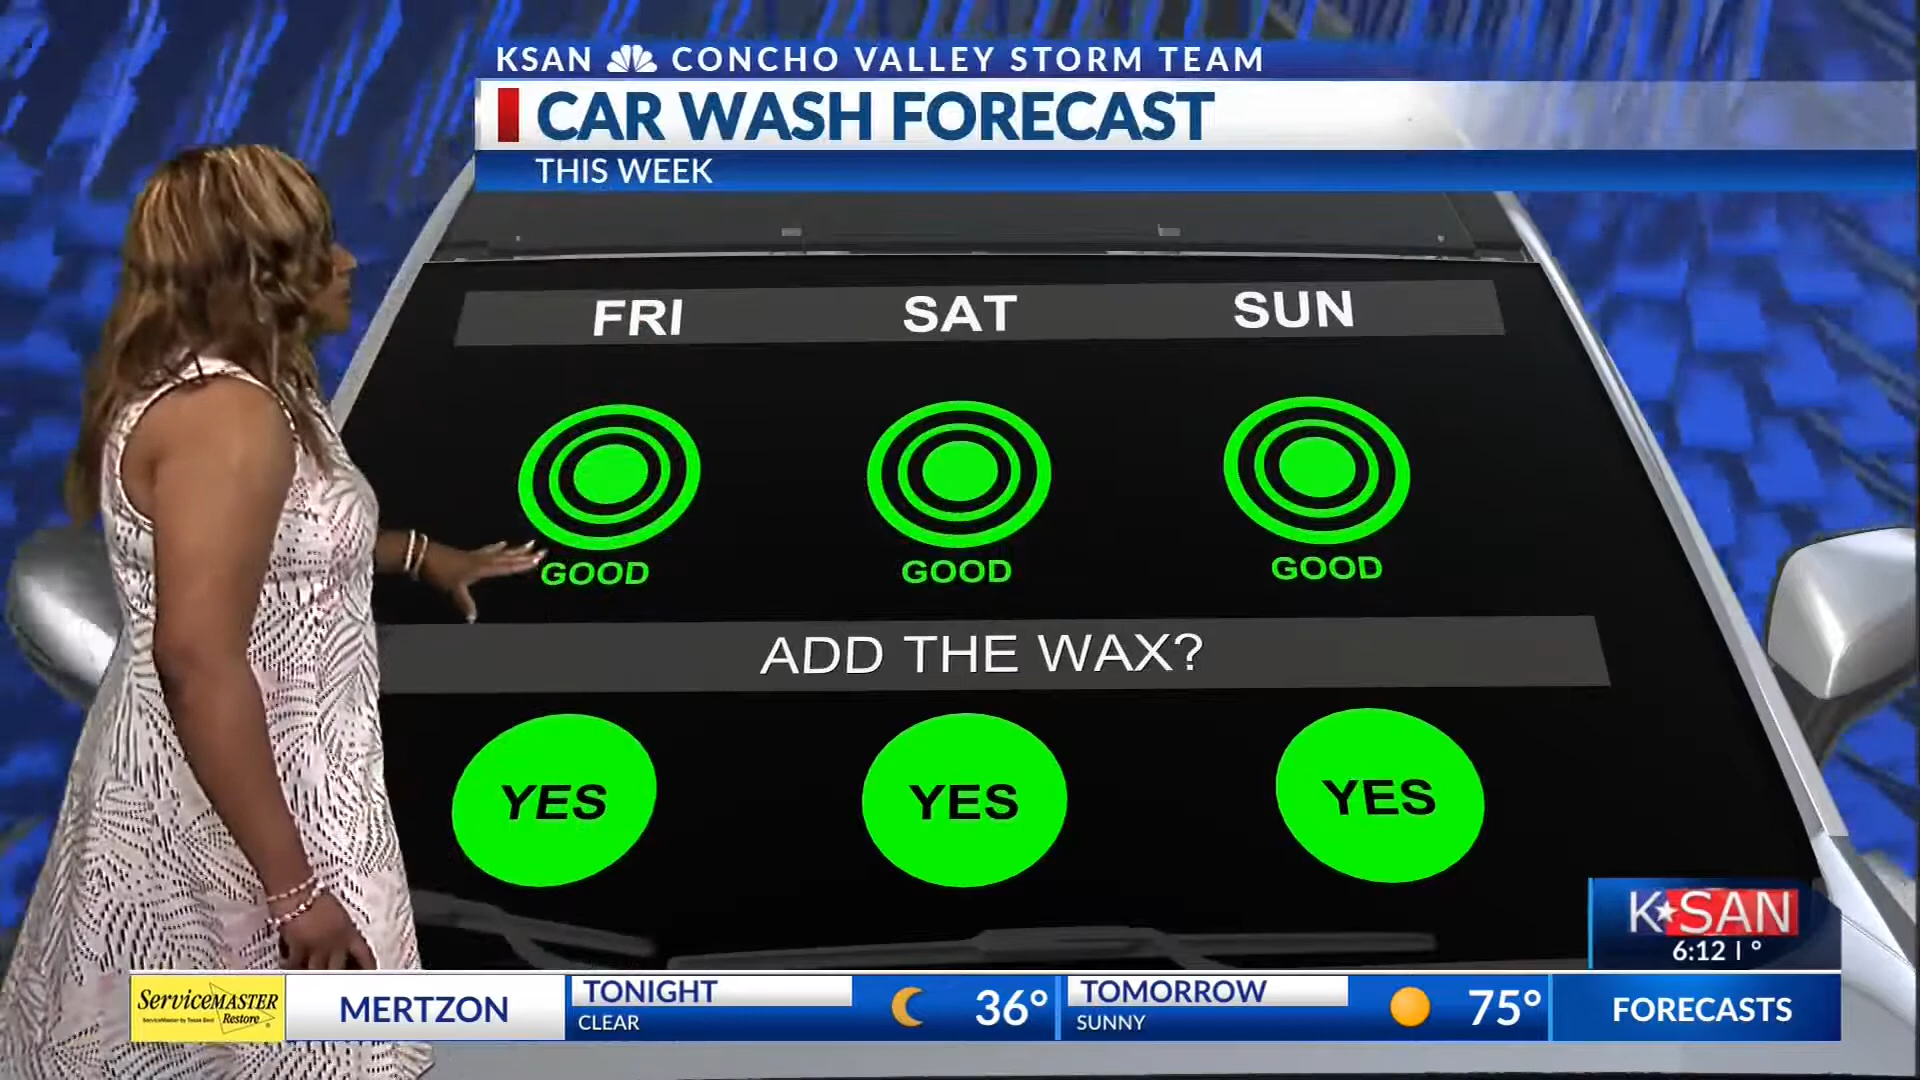 KSAN CONCHO VALLEY STORM TEAM
CAR WASH FORECAST
THIS WEEK
FRI SAT SUN
GOOD GOOD GOOD
ADD THE WAX?
YES YES YES
KSAN
6:12 | °
ServiceMASTER
Restore
MERTZON
TONIGHT
CLEAR
36°
TOMORROW
SUNNY
75°
FORECASTS